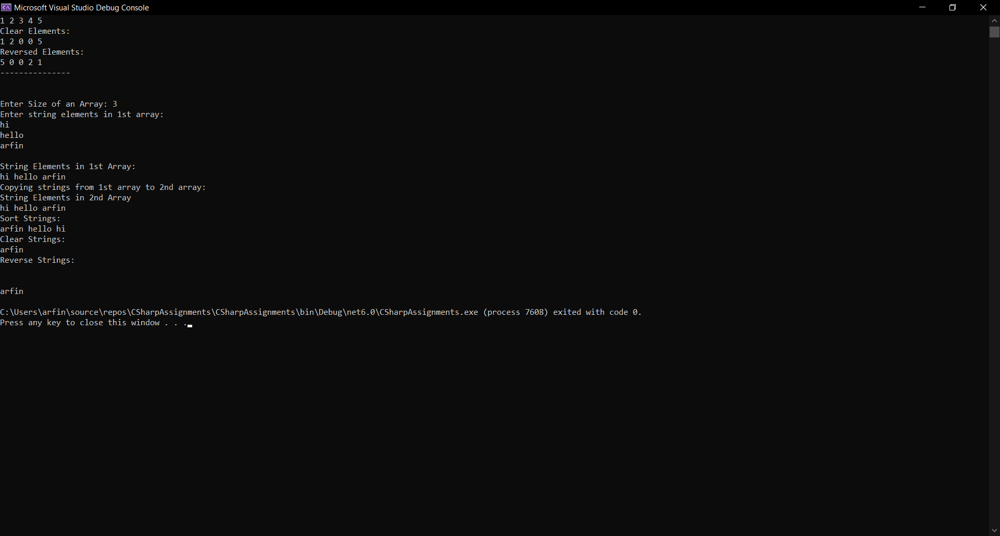 Microsoft Visual Studio Debug Console
1 2 3 4 5
Clear Elements:
1 2 0 0 5
Reversed Elements:
5 0 0 2 1
---------------
Enter Size of an Array: 3
Enter string elements in 1st array:
hi
hello
arfin
String Elements in 1st Array:
hi hello arfin
Copying strings from 1st array to 2nd array:
String Elements in 2nd Array
hi hello arfin
Sort Strings:
arfin hello hi
Clear Strings:
arfin
Reverse Strings:
arfin
C:\Users\arfin\source\repos\CSharpAssignments\CSharpAssignments\bin\Debug\net6.0\CSharpAssignments.exe (process 7608) exited with code 0.
Press any key to close this window . . .